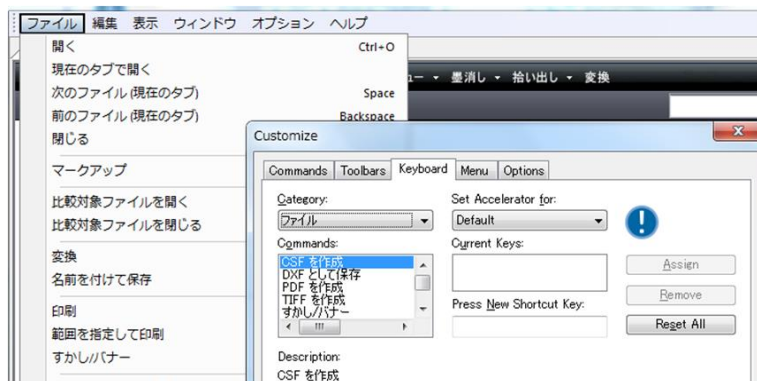 ファイル 編集 表示 ウィンドウ オプション ヘルプ
開く Ctrl+O
現在のタブで開く
次のファイル(現在のタブ) Space
前のファイル(現在のタブ) Backspace
閉じる
マークアップ
比較対象ファイルを開く
比較対象ファイルを閉じる
変換
名前を付けて保存
印刷
範囲を指定して印刷
すかし/バナー
ュー 墨消し 拾い出し 変換
Customize
Commands Toolbars Keyboard Menu Options
Category:
ファイル
Commands:
CSF を作成
DXF として保存
PDF を作成
TIFF を作成
すかし/バナー
Description:
CSF を作成
Set Accelerator for:
Default
Current Keys:
Press New Shortcut Key:
Assign
Remove
Reset All